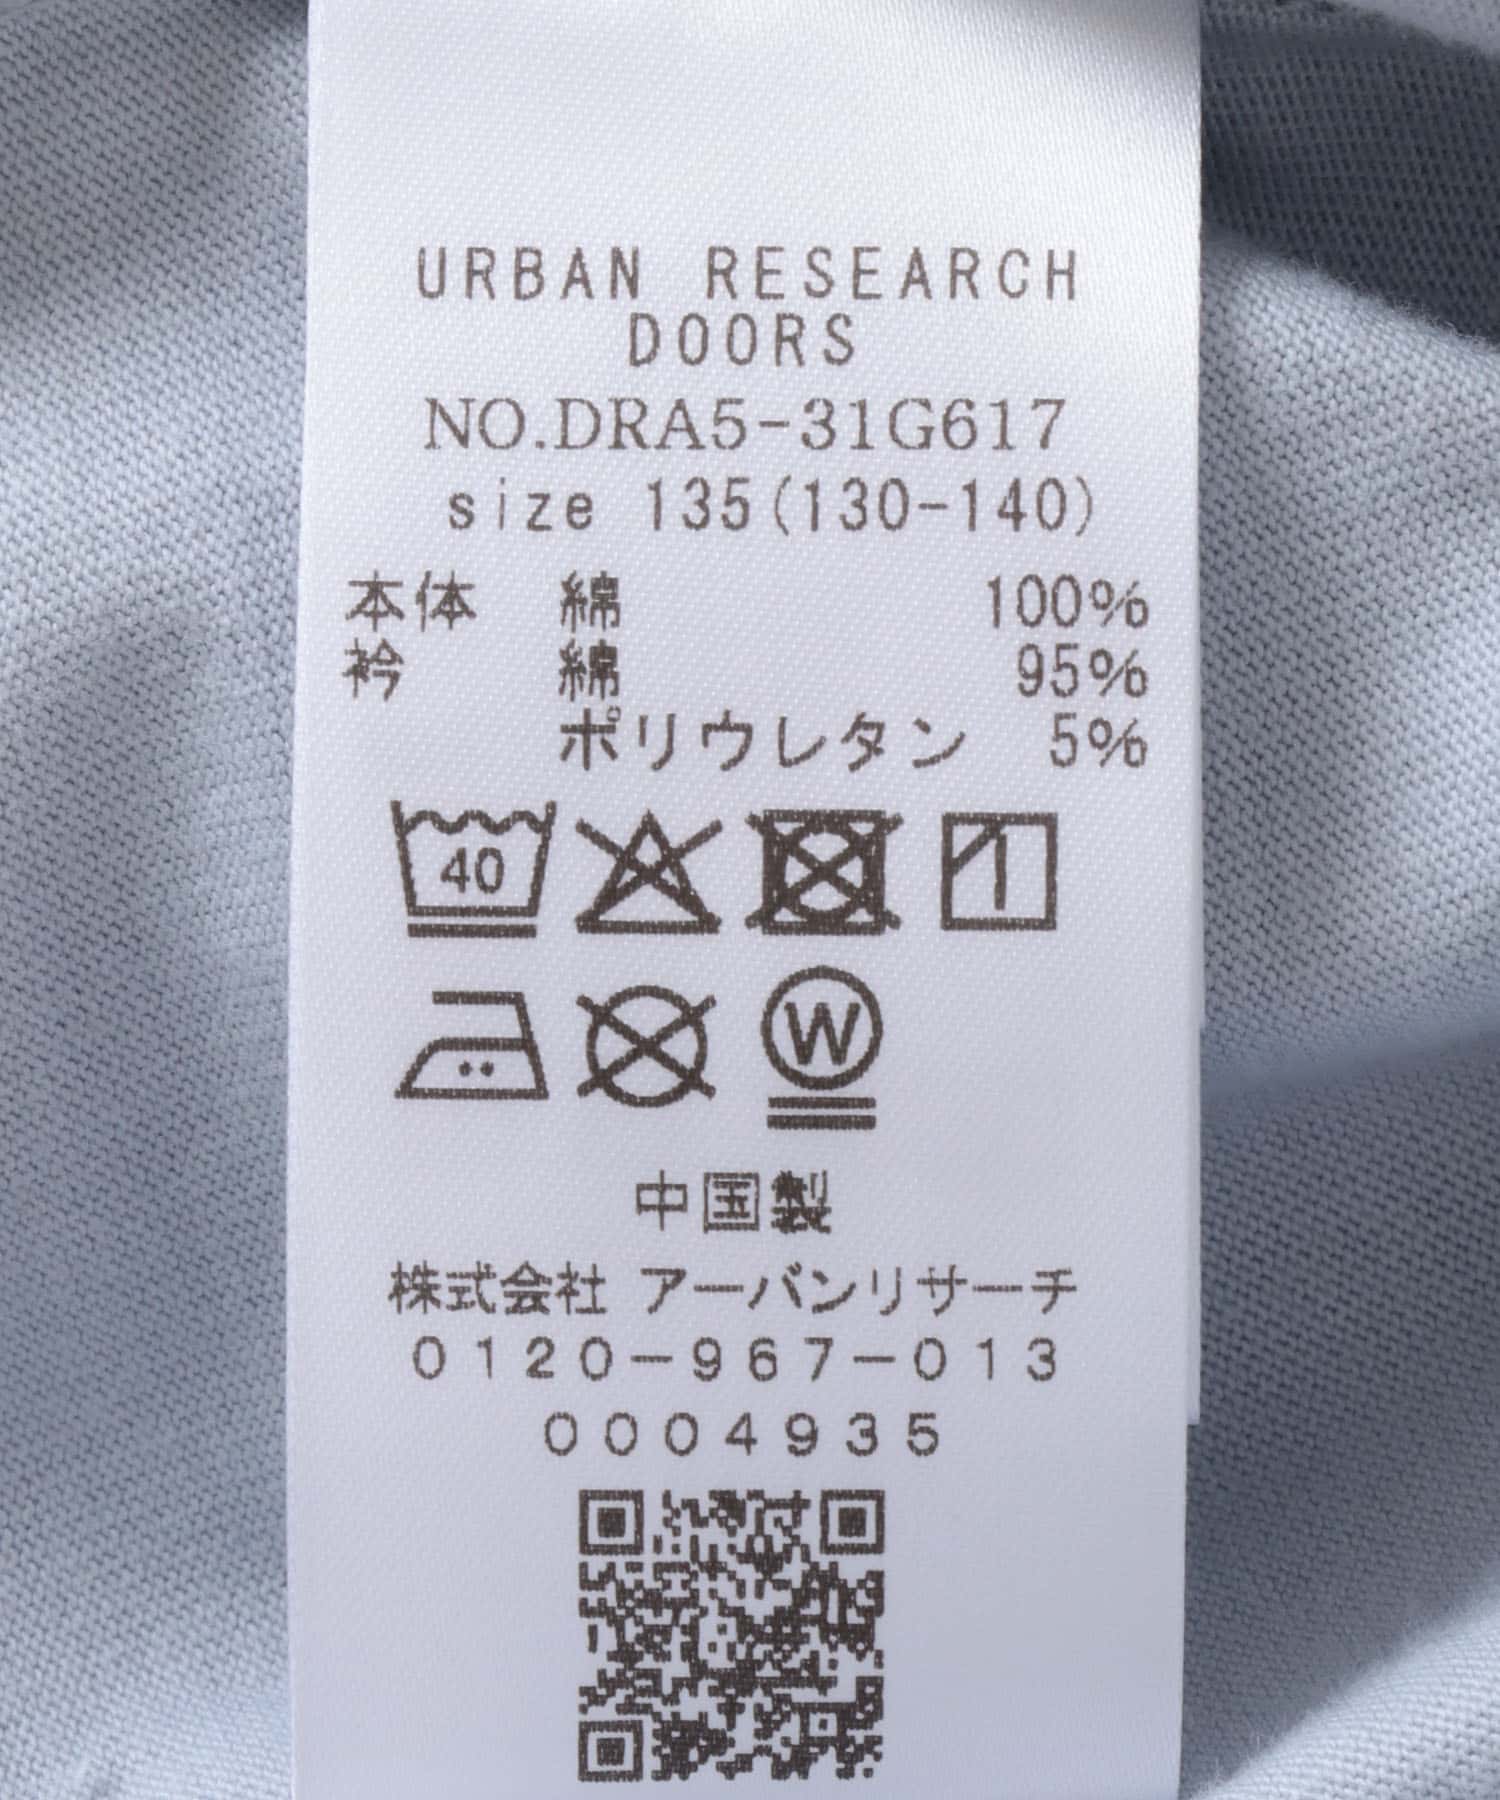 URBAN RESEARCH
DOORS
NO.DRA5-31G617
size 135(130-140)
本体 綿 100%
衿 綿 95%
ポリウレタン 5%
40
W
中国製
株式会社 アーバンリサーチ
0120-967-013
0004935